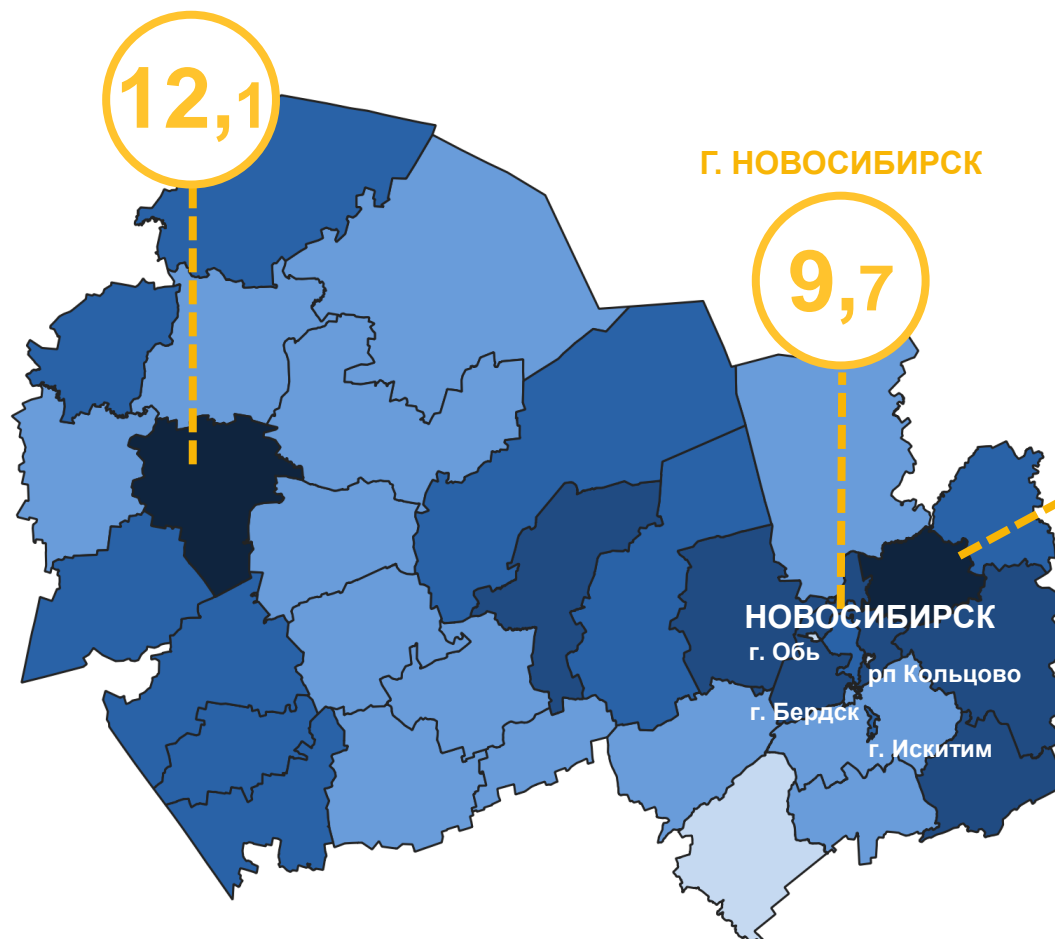 12,1
Г. НОВОСИБИРСК
9,7
НОВОСИБИРСК
г. Обь
рп Кольцово
г. Бердск
г. Искитим